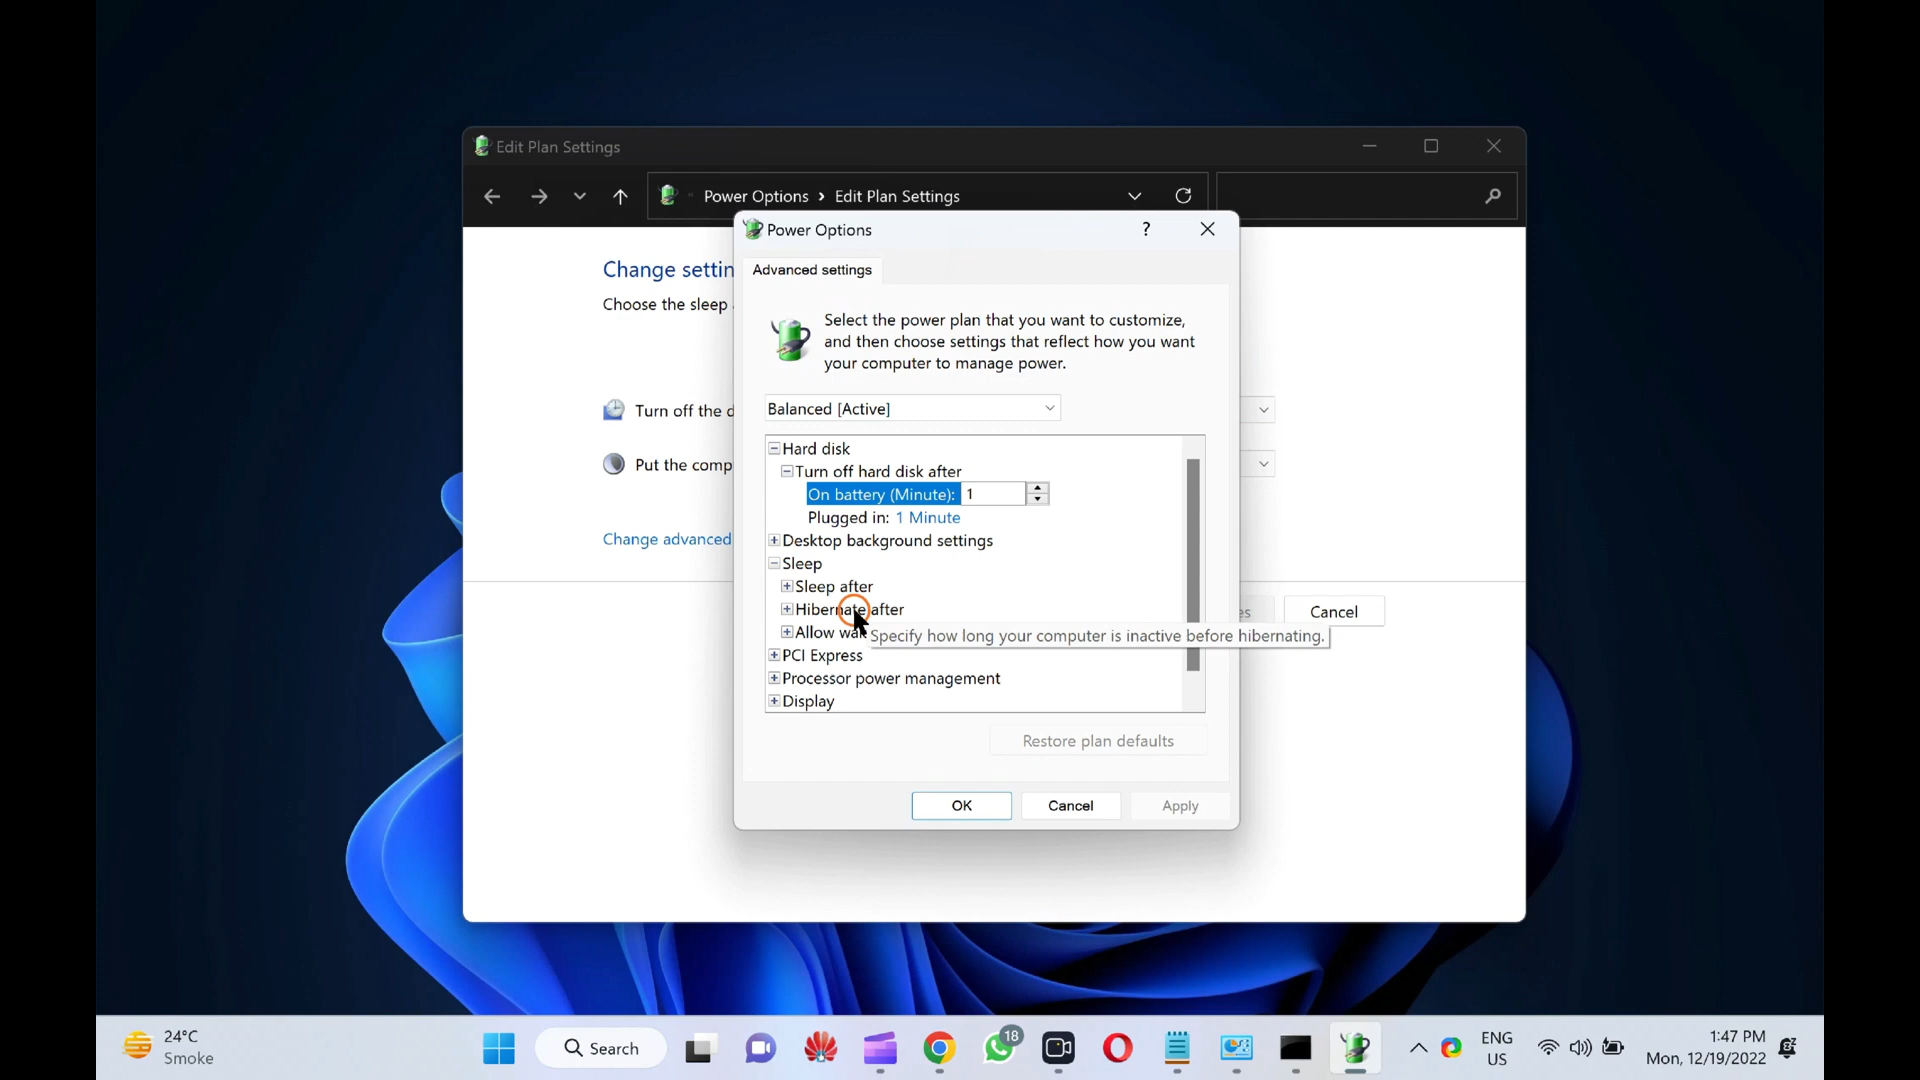 Edit Plan Settings
Power Options › Edit Plan Settings
Power Options
?
Advanced settings
Change settin
Choose the sleep
Select the power plan that you want to customize,
and then choose settings that reflect how you want
your computer to manage power.
Balanced [Active]
Turn off the d
Put the comp
Change advanced
Hard disk
Turn off hard disk after
On battery (Minute): 1
Plugged in: 1 Minute
Desktop background settings
Sleep
Sleep after
Hibernate after
Allow wak
Specify how long your computer is inactive before hibernating.
PCI Express
Processor power management
Display
es
Cancel
Restore plan defaults
OK
Cancel
Apply
24°C
Smoke
Search
18
ENG
US
1:47 PM
Mon, 12/19/2022